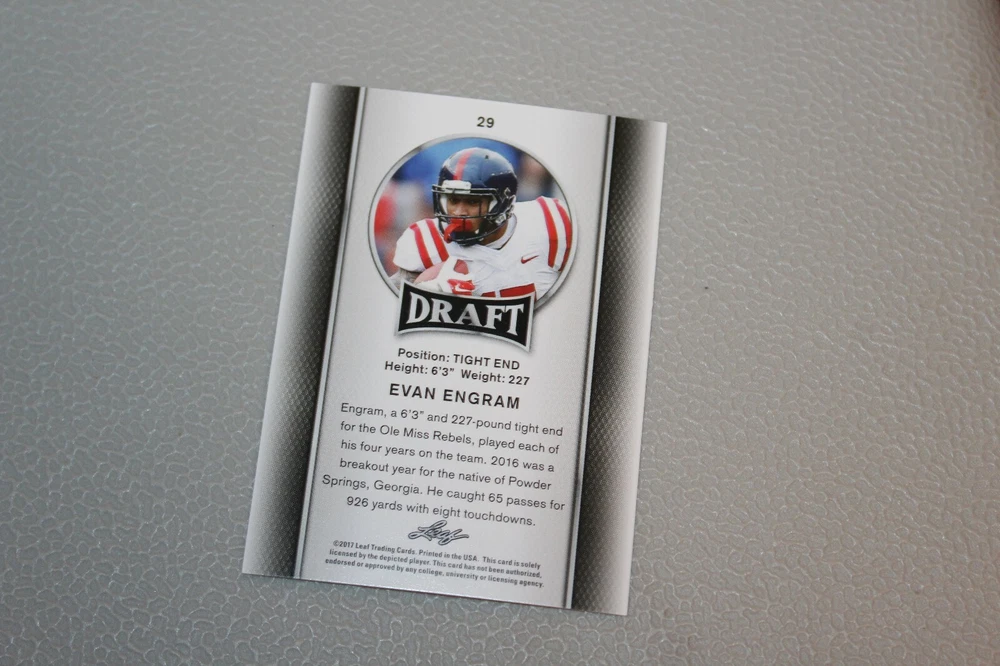 29
DRAFT
Position: TIGHT END
Height: 6'3" Weight: 227
EVAN ENGRAM
Engram, a 6'3" and 227-pound tight end
for the Ole Miss Rebels, played each of
his four years on the team. 2016 was a
breakout year for the native of Powder
Springs, Georgia. He caught 65 passes for
926 yards with eight touchdowns.
Leaf
©2017 Leaf Trading Cards. Printed in the USA. This card is solely
licensed by the depicted player. This card has not been authorized,
endorsed or approved by any college, university or licensing agency.